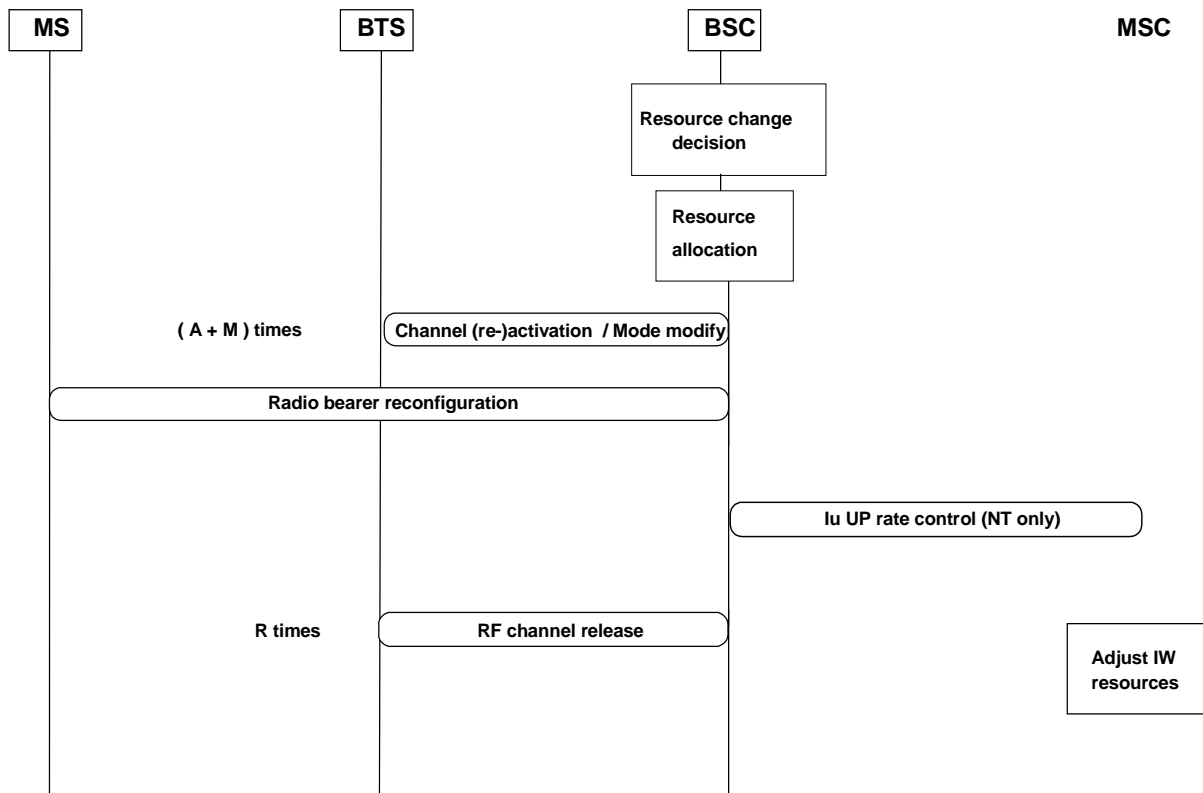 MS BTS BSC MSC
Resource change
decision
Resource
allocation
( A + M ) times Channel (re-)activation / Mode modify
Radio bearer reconfiguration
Iu UP rate control (NT only)
R times RF channel release
Adjust IW
resources